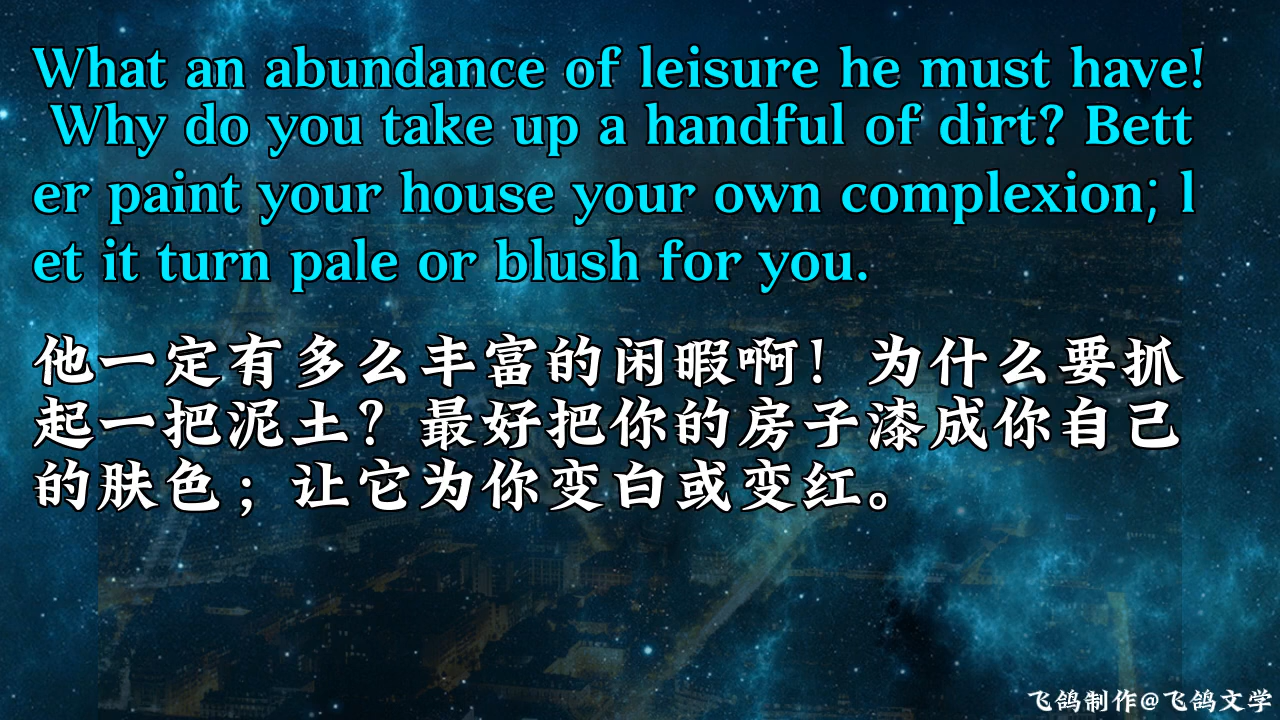 What an abundance of leisure he must have!
Why do you take up a handful of dirt? Bett
er paint your house your own complexion; l
et it turn pale or blush for you.
他一定有多么丰富的闲暇啊！为什么要抓
起一把泥土？最好把你的房子漆成你自己
的肤色；让它为你变白或变红。
飞鸽制作@飞鸽文学